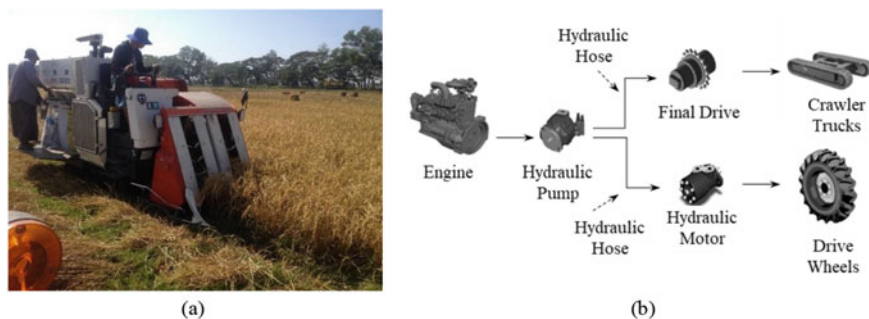 Hydraulic
Hose
Engine
Hydraulic
Pump
Final Drive
Crawler
Trucks
Hydraulic
Hose
Hydraulic
Motor
Drive
Wheels
(a)
(b)